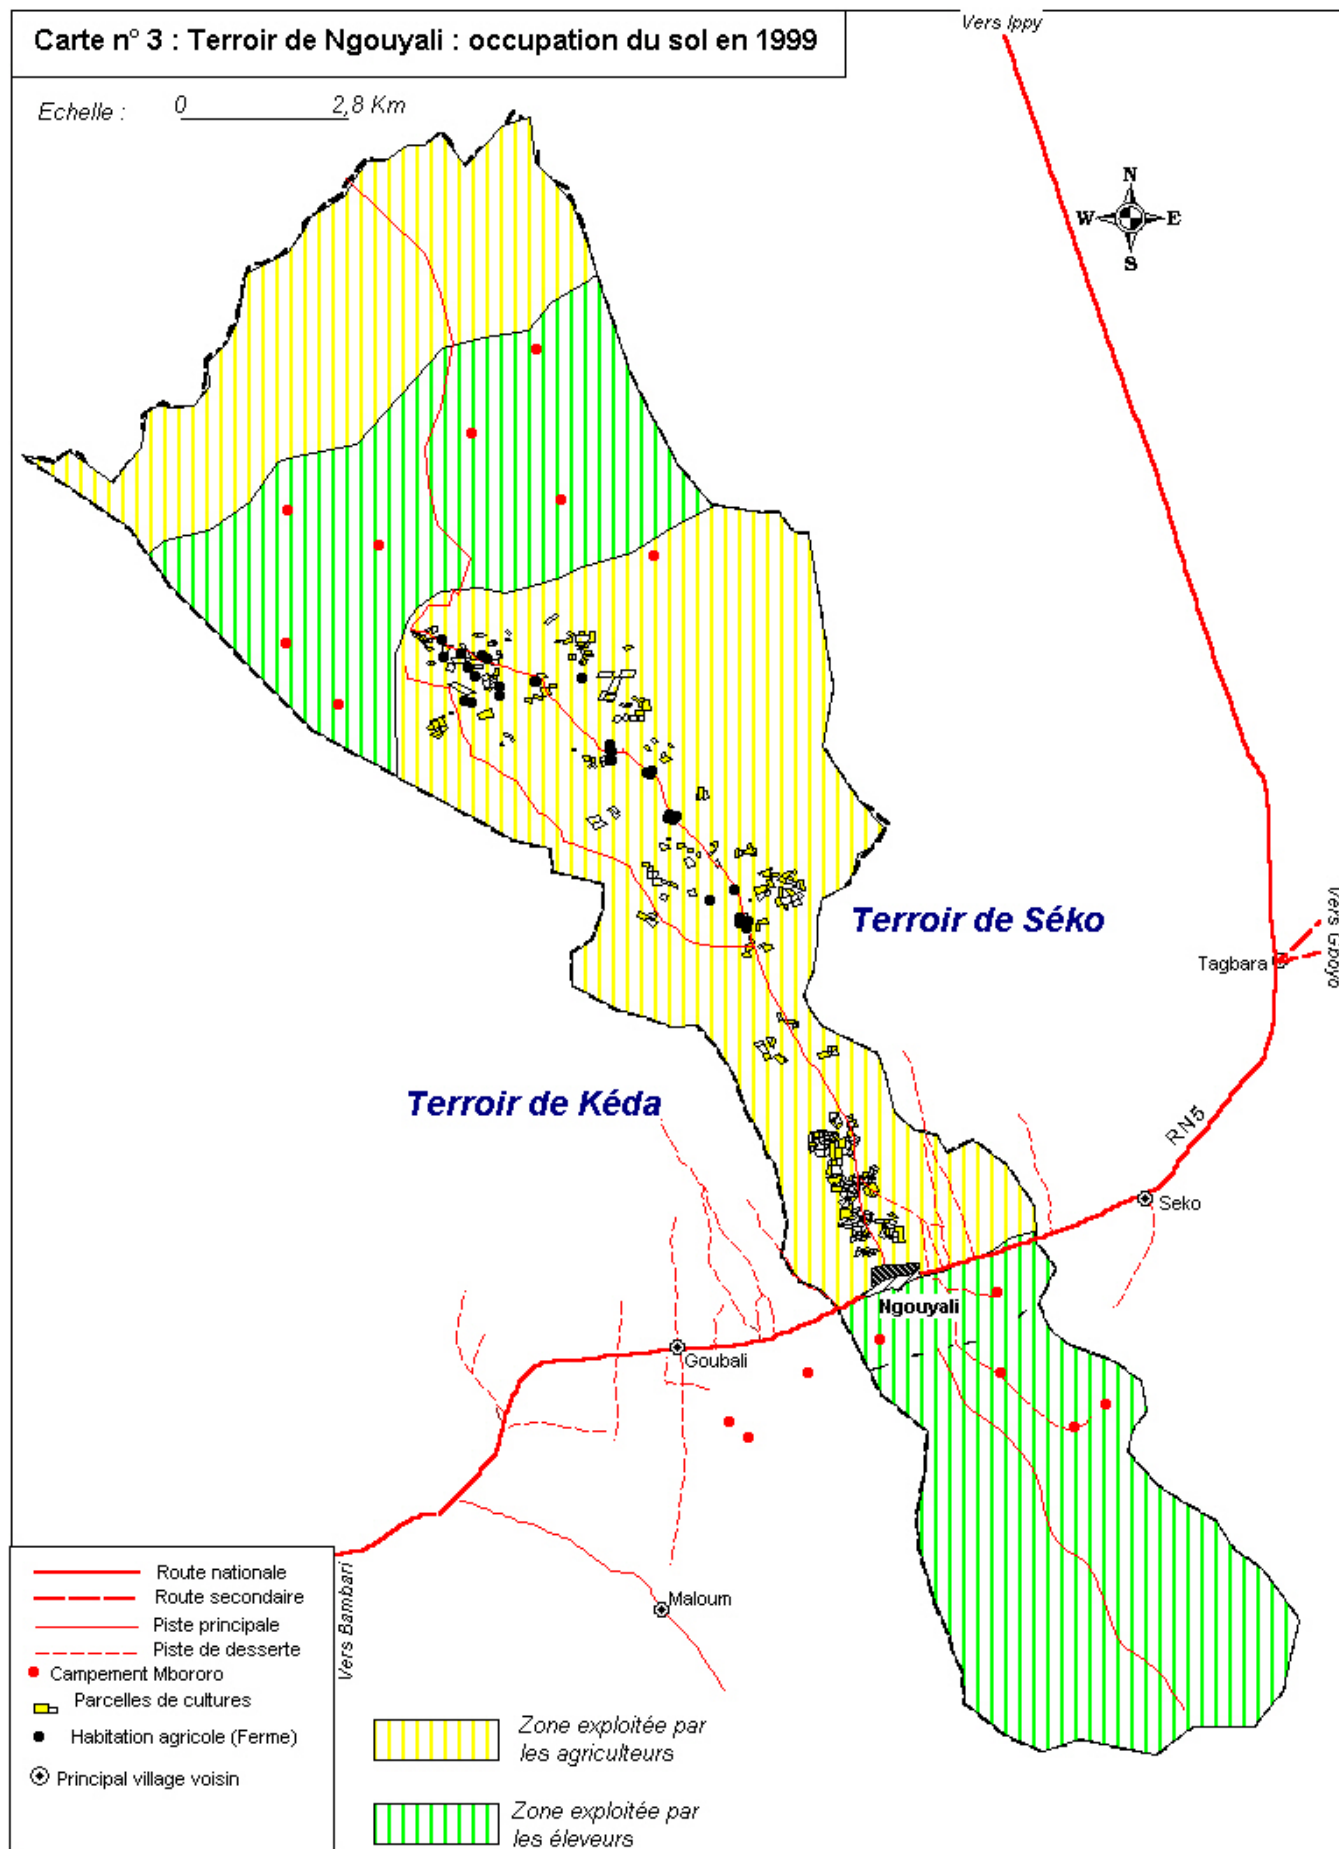 Carte n° 3 : Terroir de Ngouyali : occupation du sol en 1999
Vers Ippy
Echelle :
0
2,8 Km
N
W
E
S
Terroir de Séko
Vers Gboyo
Tagbara
Terroir de Kéda
RN5
Seko
Ngouyali
Goubali
Maloum
Vers Bambari
Route nationale
Route secondaire
Piste principale
Piste de desserte
Campement Mbororo
Parcelles de cultures
Habitation agricole (Ferme)
Principal village voisin
Zone exploitée par
les agriculteurs
Zone exploitée par
les éleveurs